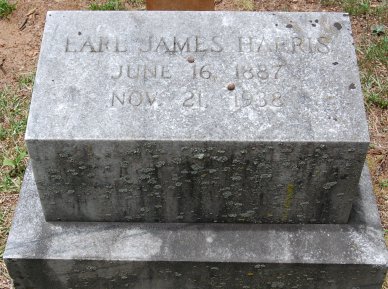 EARL JAMES HARRIS
JUNE 16, 1887
NOV. 21, 1938